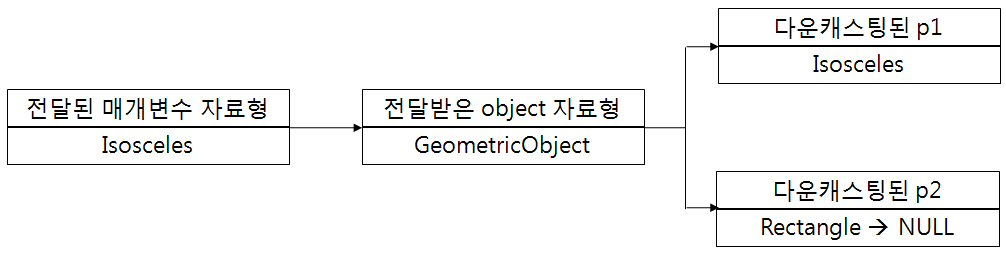 전달된 매개변수 자료형
Isosceles
전달받은 object 자료형
GeometricObject
다운캐스팅된 p1
Isosceles
다운캐스팅된 p2
Rectangle → NULL